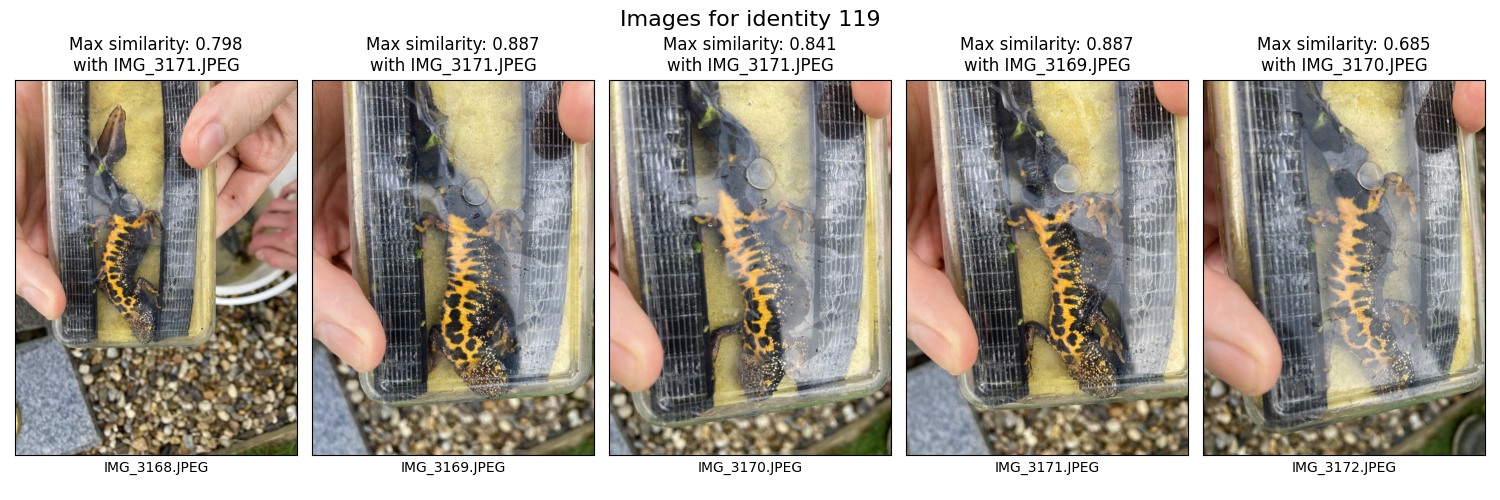 Images for identity 119
Max similarity: 0.798
with IMG_3171.JPEG
Max similarity: 0.887
with IMG_3171.JPEG
Max similarity: 0.841
with IMG_3171.JPEG
Max similarity: 0.887
with IMG_3169.JPEG
Max similarity: 0.685
with IMG_3170.JPEG
IMG_3168.JPEG
IMG_3169.JPEG
IMG_3170.JPEG
IMG_3171.JPEG
IMG_3172.JPEG